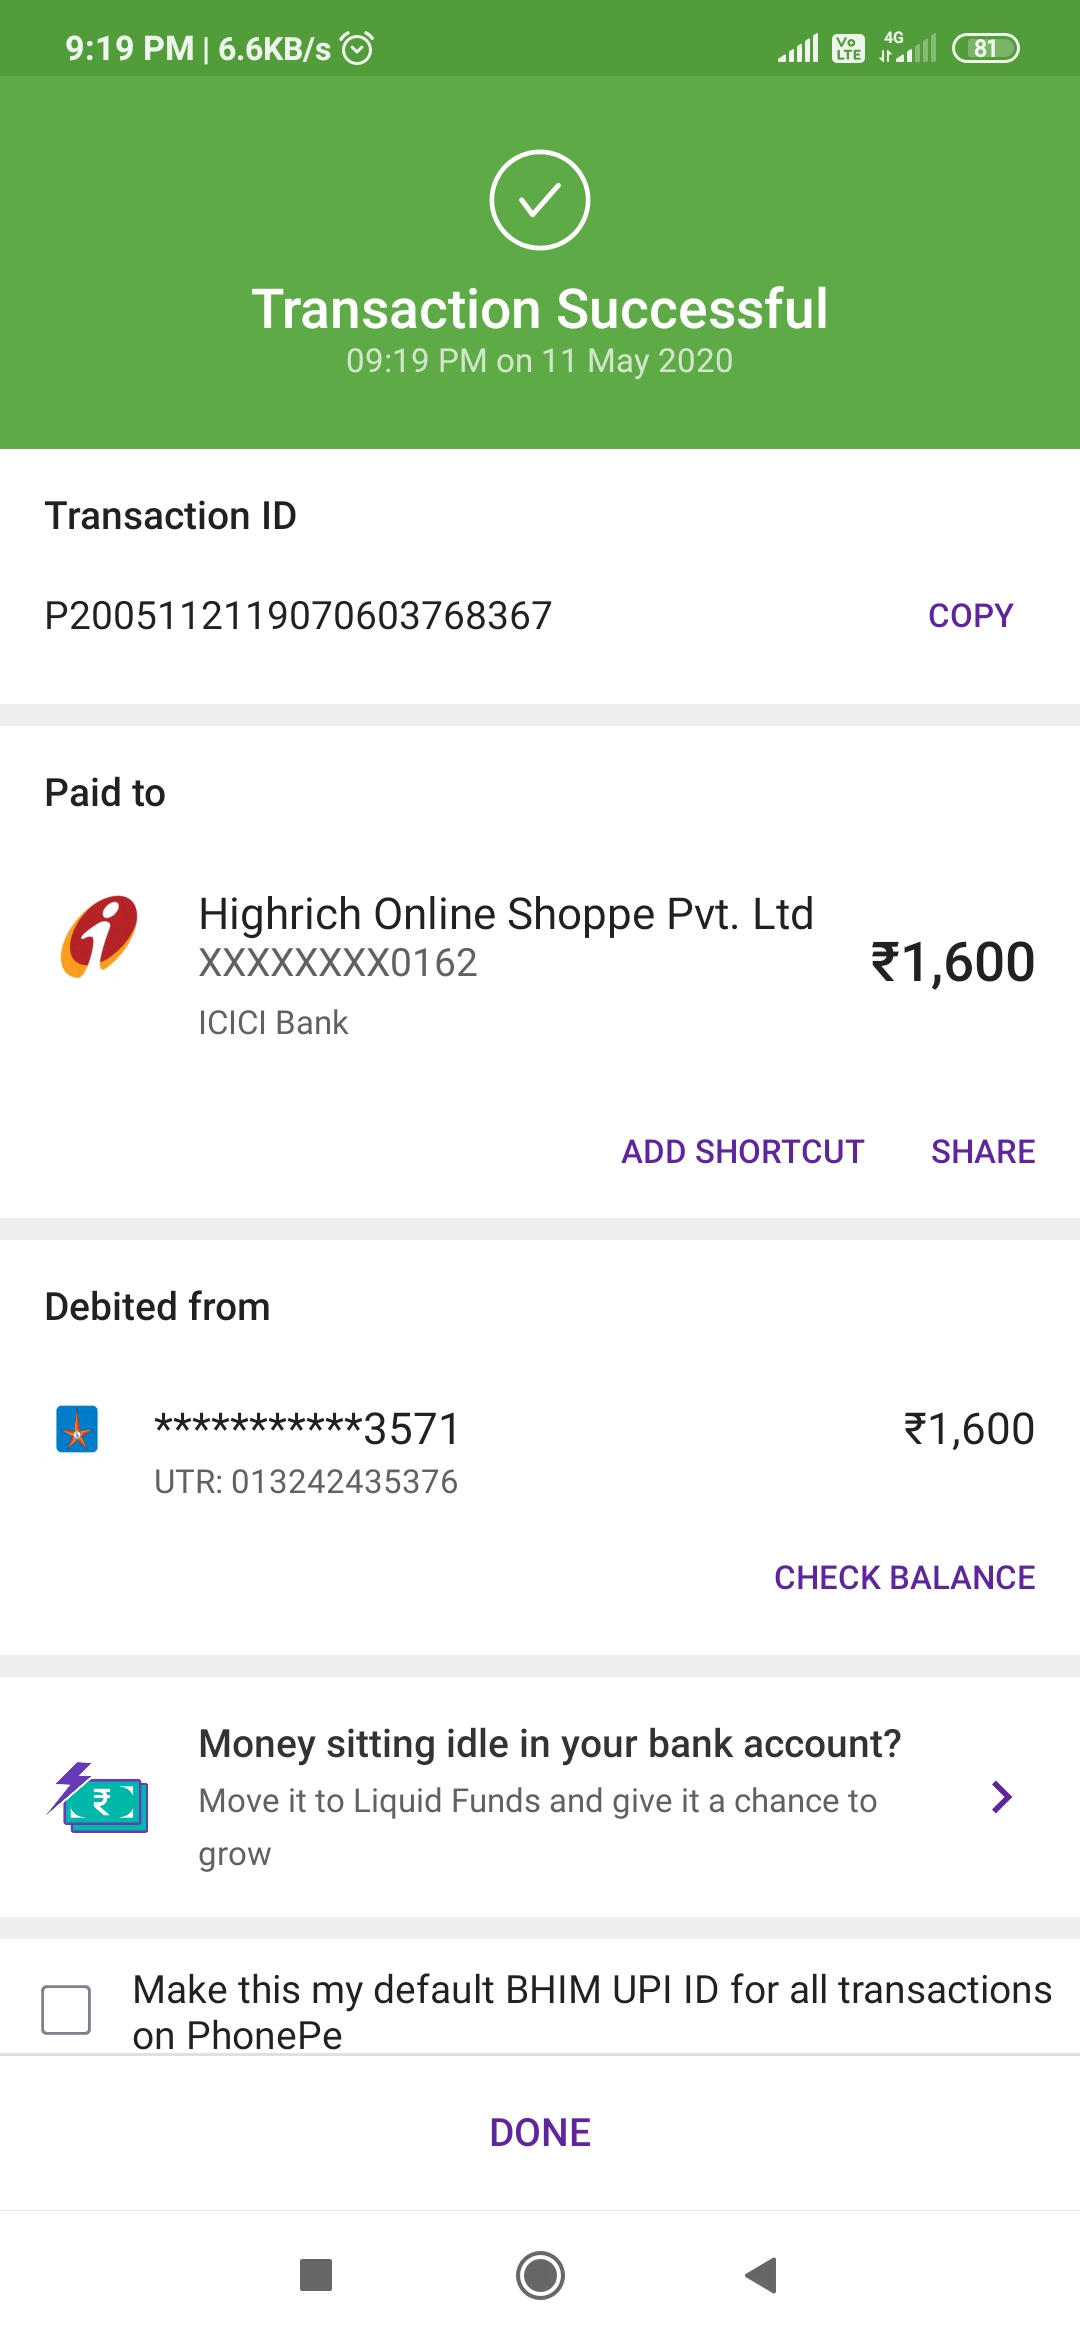 9:19 PM | 6.6KB/s
Vo LTE 4G 81
Transaction Successful
09:19 PM on 11 May 2020
Transaction ID
P2005112119070603768367 COPY
Paid to
Highrich Online Shoppe Pvt. Ltd
XXXXXXXX0162 ₹1,600
ICICI Bank
ADD SHORTCUT SHARE
Debited from
***********3571 ₹1,600
UTR: 013242435376
CHECK BALANCE
Money sitting idle in your bank account?
Move it to Liquid Funds and give it a chance to
grow
Make this my default BHIM UPI ID for all transactions
on PhonePe
DONE